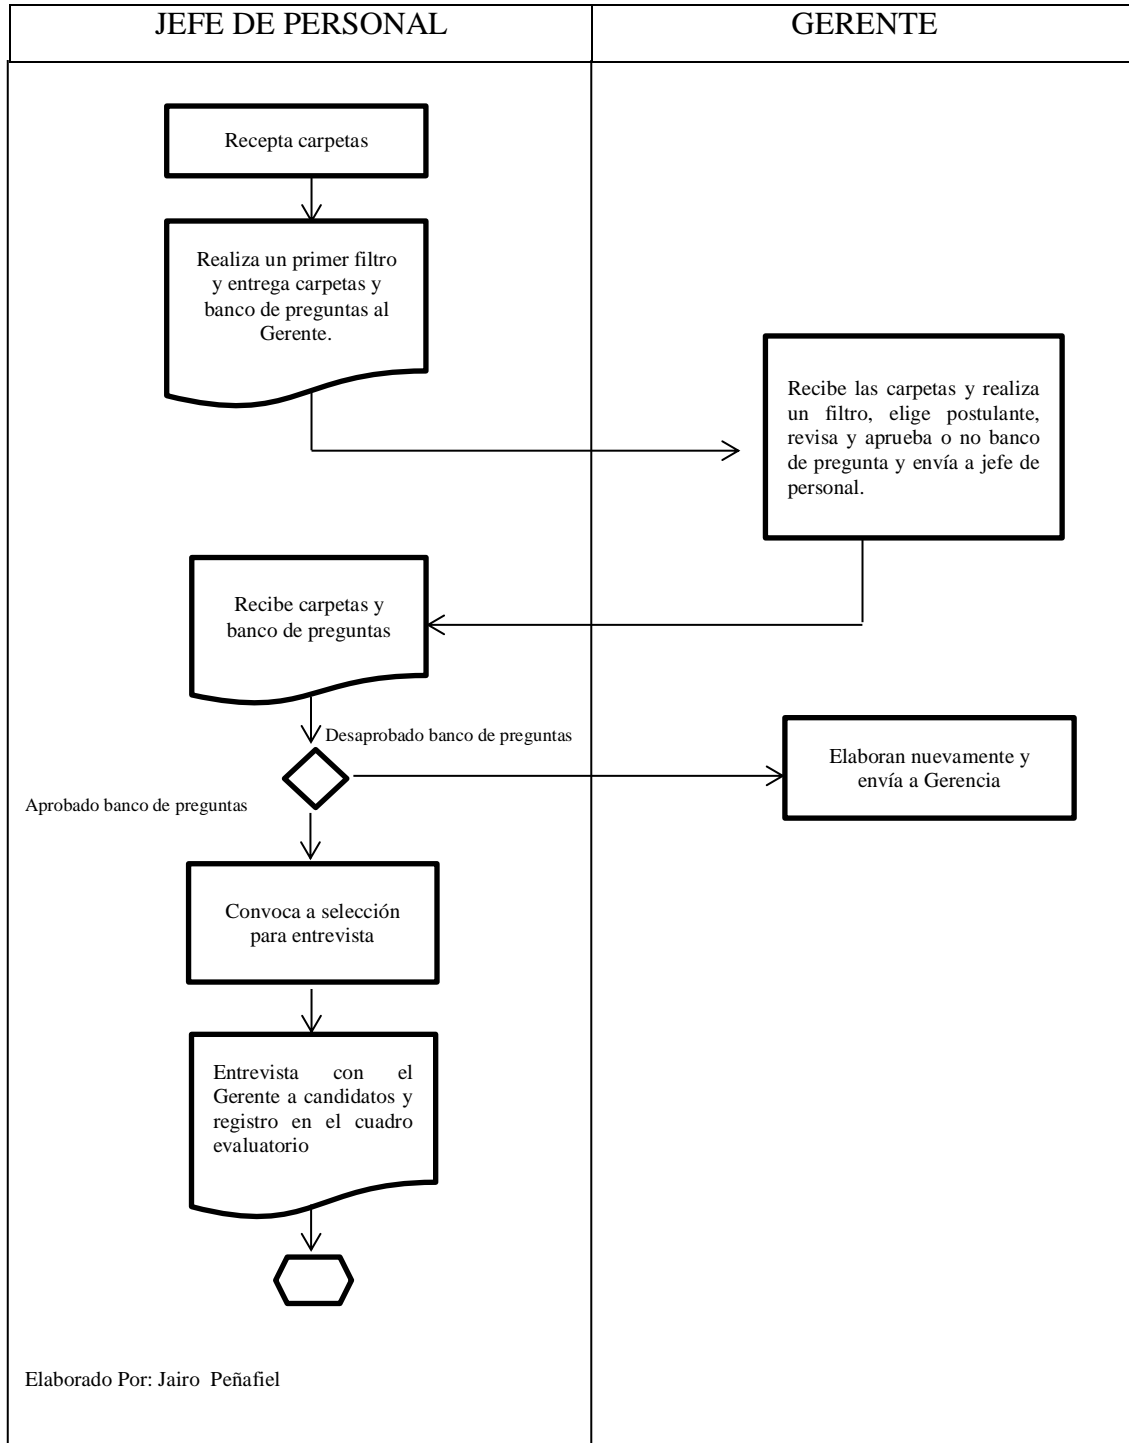 JEFE DE PERSONAL
GERENTE
Recepta carpetas
Realiza un primer filtro
y entrega carpetas y
banco de preguntas al
Gerente.
Recibe las carpetas y realiza
un filtro, elige postulante,
revisa y aprueba o no banco
de pregunta y envía a jefe de
personal.
Recibe carpetas y
banco de preguntas
Desaprobado banco de preguntas
Elaboran nuevamente y
envía a Gerencia
Aprobado banco de preguntas
Convoca a selección
para entrevista
Entrevista con el
Gerente a candidatos y
registro en el cuadro
evaluatorio
Elaborado Por: Jairo Peñafiel